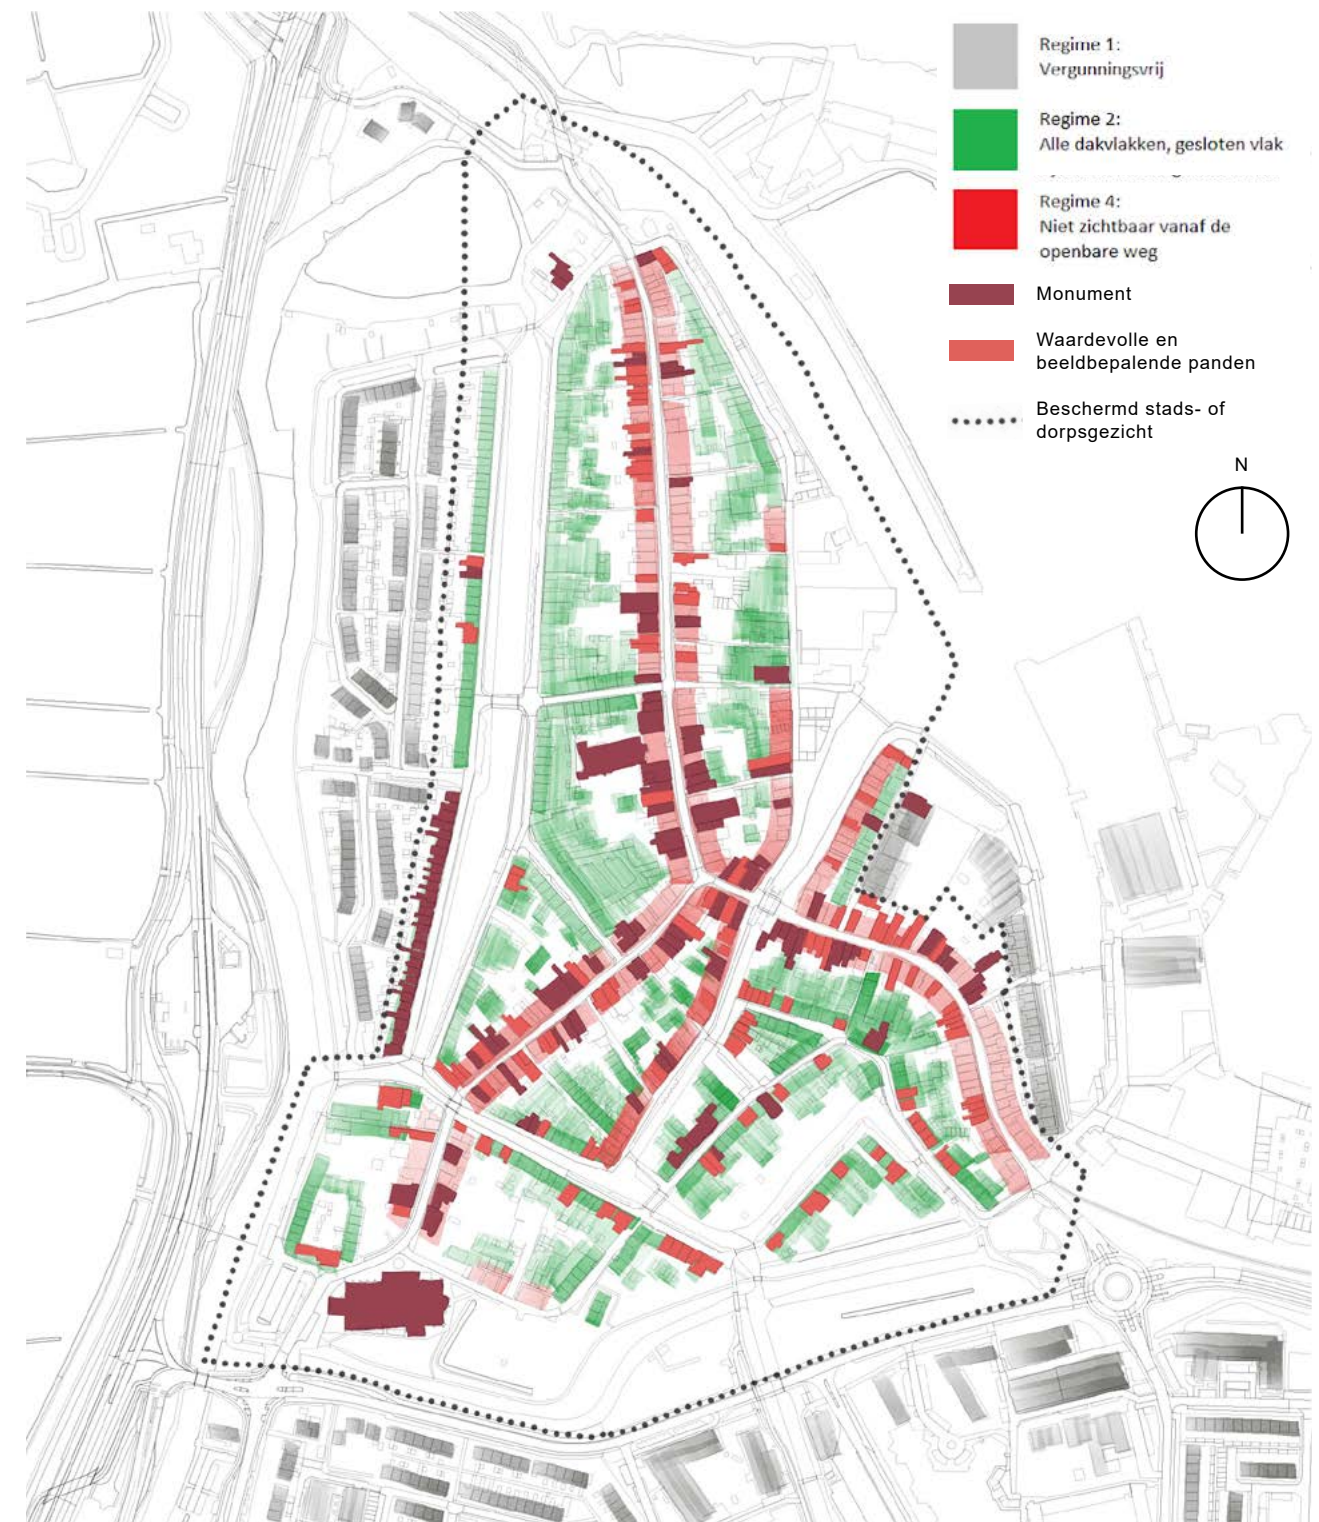 Regime 1:
Vergunningsvrij
Regime 2:
Alle dakvlakken, gesloten vlak
Regime 4:
Niet zichtbaar vanaf de
openbare weg
Monument
Waardevolle en
beeldbepalende panden
Beschermd stads- of
dorpsgezicht
N